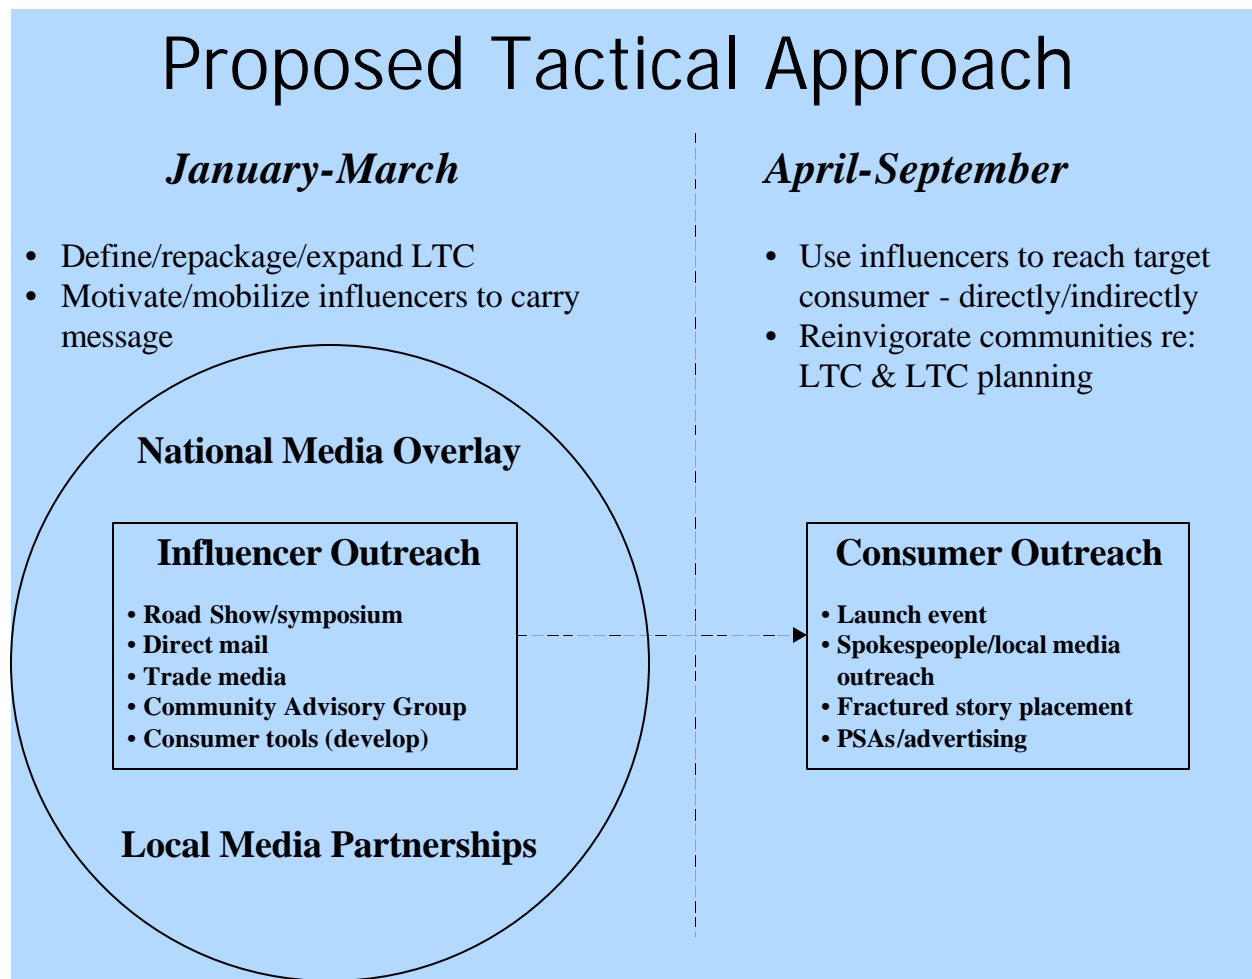 Proposed Tactical Approach
January-March
• Define/repackage/expand LTC
• Motivate/mobilize influencers to carry
message
National Media Overlay
Influencer Outreach
• Road Show/symposium
• Direct mail
• Trade media
• Community Advisory Group
• Consumer tools (develop)
Local Media Partnerships
April-September
• Use influencers to reach target
consumer - directly/indirectly
• Reinvigorate communities re:
LTC & LTC planning
Consumer Outreach
• Launch event
• Spokespeople/local media
outreach
• Fractured story placement
• PSAs/advertising